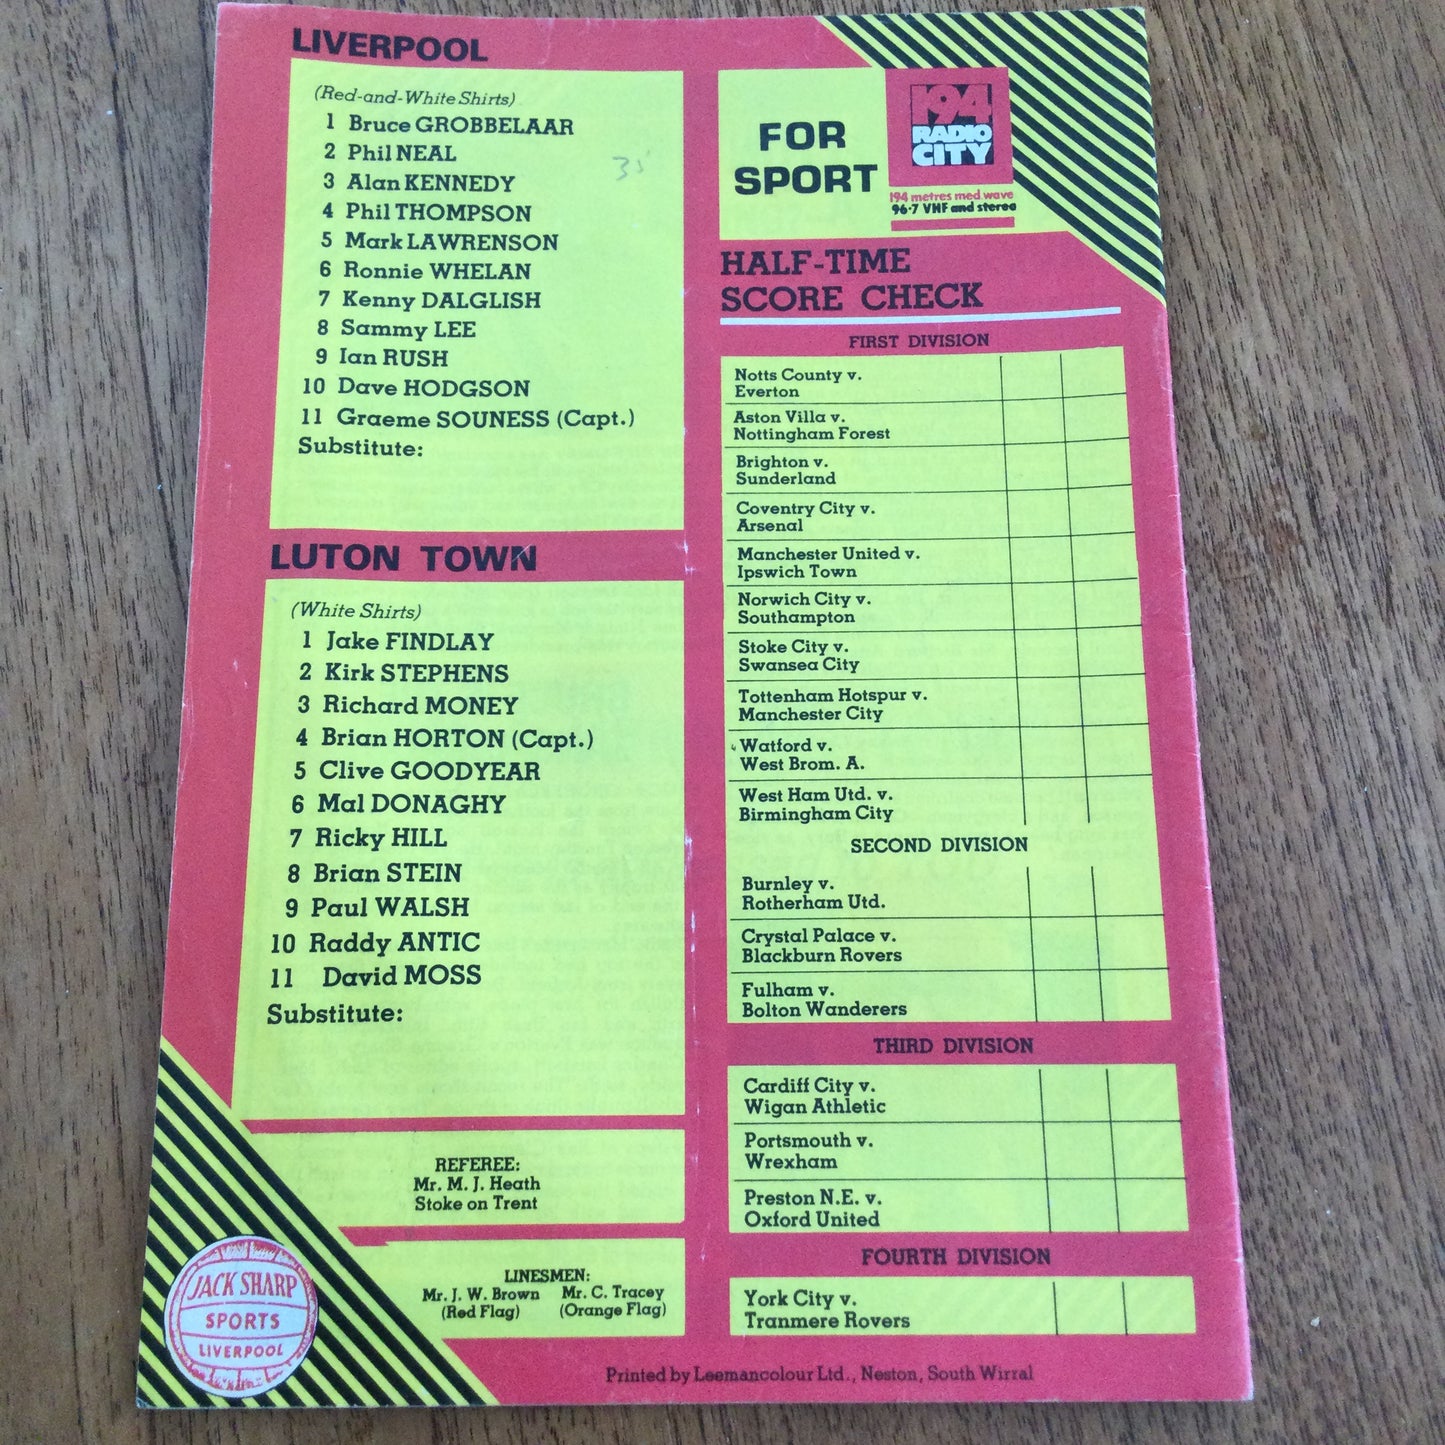 LIVERPOOL
(Red-and-White Shirts)
1 Bruce GROBBELAAR
2 Phil NEAL
3 Alan KENNEDY
4 Phil THOMPSON
5 Mark LAWRENSON
6 Ronnie WHELAN
7 Kenny DALGLISH
8 Sammy LEE
9 Ian RUSH
10 Dave HODGSON
11 Graeme SOUNESS (Capt.)
Substitute:
LUTON TOWN
(White Shirts)
1 Jake FINDLAY
2 Kirk STEPHENS
3 Richard MONEY
4 Brian HORTON (Capt.)
5 Clive GOODYEAR
6 Mal DONAGHY
7 Ricky HILL
8 Brian STEIN
9 Paul WALSH
10 Raddy ANTIC
11 David MOSS
Substitute:
REFEREE:
Mr. M. J. Heath
Stoke on Trent
LINESMEN:
Mr. J. W. Brown Mr. C. Tracey
(Red Flag) (Orange Flag)
JACK SHARP
SPORTS
LIVERPOOL
FOR
SPORT
194
RADIO
CITY
194 metres med wave
96·7 VHF and stereo
HALF-TIME
SCORE CHECK
FIRST DIVISION
Notts County v.
Everton
Aston Villa v.
Nottingham Forest
Brighton v.
Sunderland
Coventry City v.
Arsenal
Manchester United v.
Ipswich Town
Norwich City v.
Southampton
Stoke City v.
Swansea City
Tottenham Hotspur v.
Manchester City
Watford v.
West Brom. A.
West Ham Utd. v.
Birmingham City
SECOND DIVISION
Burnley v.
Rotherham Utd.
Crystal Palace v.
Blackburn Rovers
Fulham v.
Bolton Wanderers
THIRD DIVISION
Cardiff City v.
Wigan Athletic
Portsmouth v.
Wrexham
Preston N.E. v.
Oxford United
FOURTH DIVISION
York City v.
Tranmere Rovers
Printed by Leemancolour Ltd., Neston, South Wirral